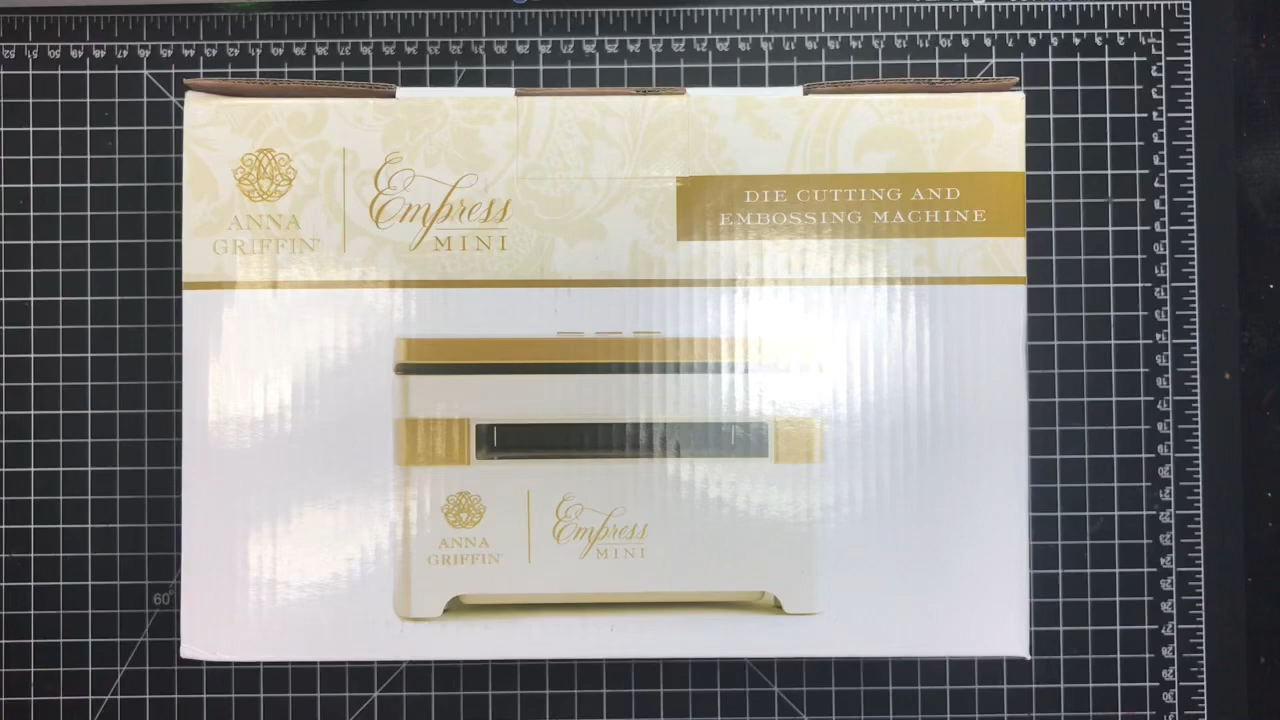 ANNA
GRIFFIN
Empress
MINI
DIE CUTTING AND
EMBOSSING MACHINE
ANNA
GRIFFIN
Empress
MINI
60°